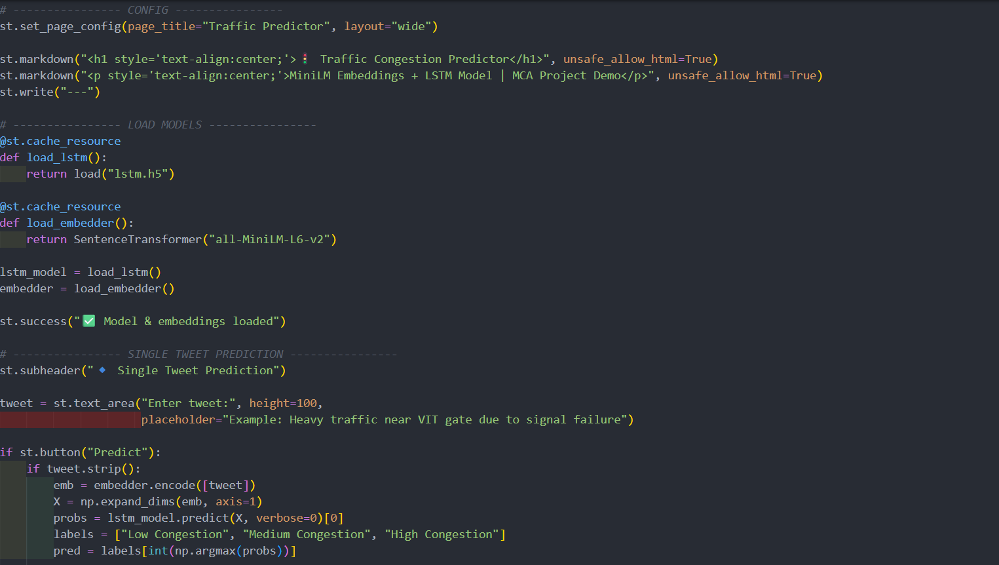 # ---------------- CONFIG ----------------
st.set_page_config(page_title="Traffic Predictor", layout="wide")
st.markdown("<h1 style='text-align:center;'>🚦 Traffic Congestion Predictor</h1>", unsafe_allow_html=True)
st.markdown("<p style='text-align:center;'>MiniLM Embeddings + LSTM Model | MCA Project Demo</p>", unsafe_allow_html=True)
st.write("---")
# ---------------- LOAD MODELS ----------------
@st.cache_resource
def load_lstm():
    return load("lstm.h5")
@st.cache_resource
def load_embedder():
    return SentenceTransformer("all-MiniLM-L6-v2")
lstm_model = load_lstm()
embedder = load_embedder()
st.success("✅ Model & embeddings loaded")
# ---------------- SINGLE TWEET PREDICTION ----------------
st.subheader("🔹 Single Tweet Prediction")
tweet = st.text_area("Enter tweet:", height=100,
                     placeholder="Example: Heavy traffic near VIT gate due to signal failure")
if st.button("Predict"):
    if tweet.strip():
        emb = embedder.encode([tweet])
        X = np.expand_dims(emb, axis=1)
        probs = lstm_model.predict(X, verbose=0)[0]
        labels = ["Low Congestion", "Medium Congestion", "High Congestion"]
        pred = labels[int(np.argmax(probs))]